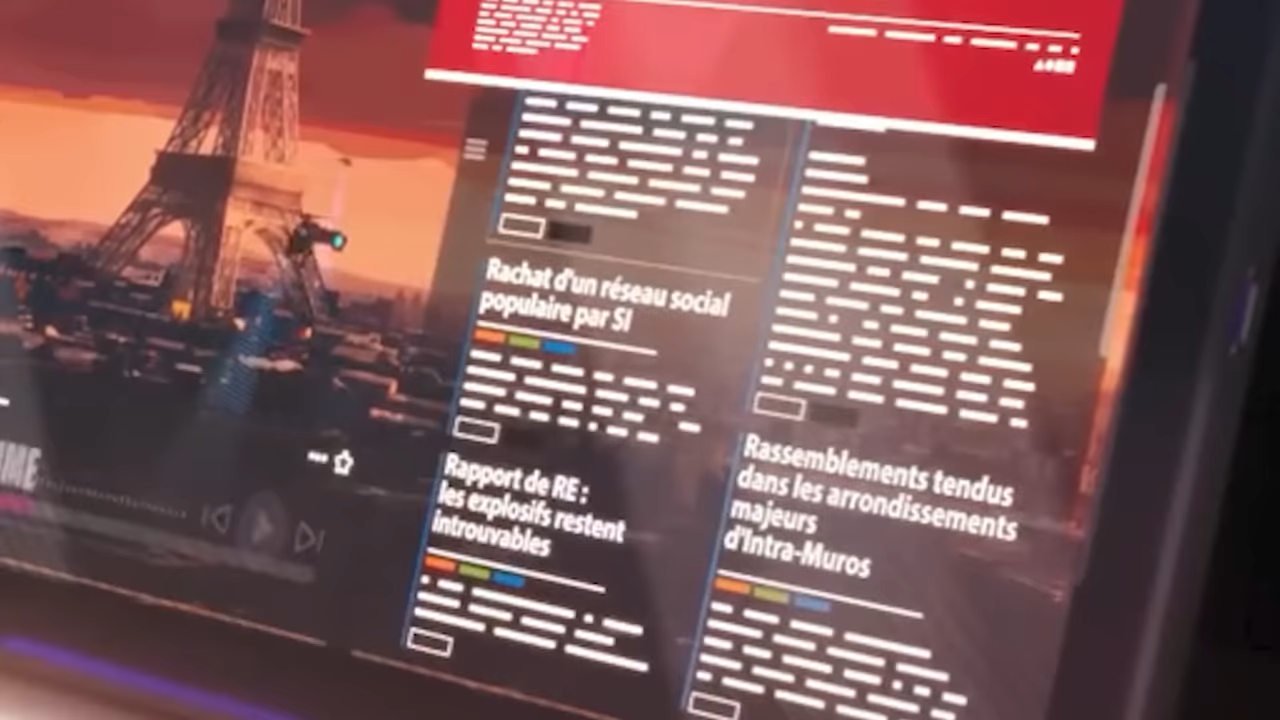 Rachat d'un réseau social
populaire par SI
Rapport de RE :
les explosifs restent
introuvables
Rassemblements tendus
dans les arrondissements
majeurs
d'Intra-Muros